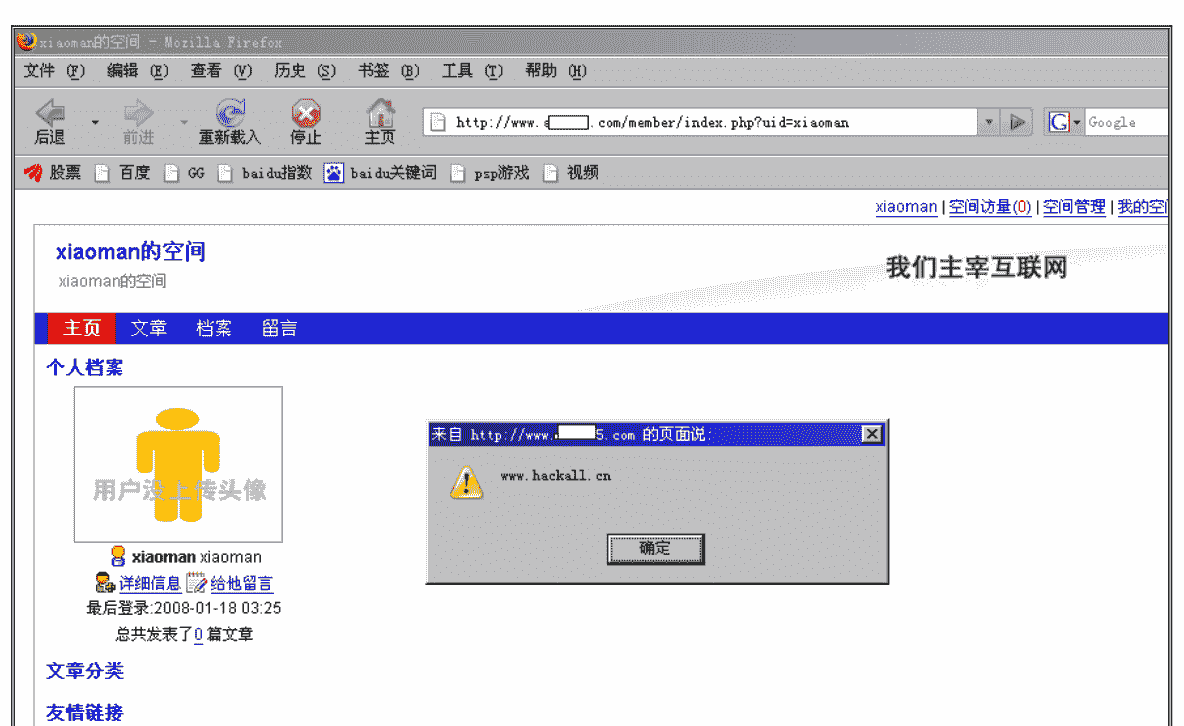 xiaoman的空间 - Mozilla Firefox
文件 (F) 编辑 (E) 查看 (V) 历史 (S) 书签 (B) 工具 (T) 帮助 (H)
后退 前进 重新载入 停止 主页 http://www. .com/member/index.php?uid=xiaoman Google
股票 百度 GG baidu指数 baidu关键词 psp游戏 视频
xiaoman | 空间访量(0) | 空间管理 | 我的空
xiaoman的空间
xiaoman的空间
我们主宰互联网
主页 文章 档案 留言
个人档案
用户没上传头像
xiaoman xiaoman
详细信息 给他留言
最后登录:2008-01-18 03:25
总共发表了0 篇文章
文章分类
友情链接
来自 http://www. 5.com 的页面说:
www.hackall.cn
确定